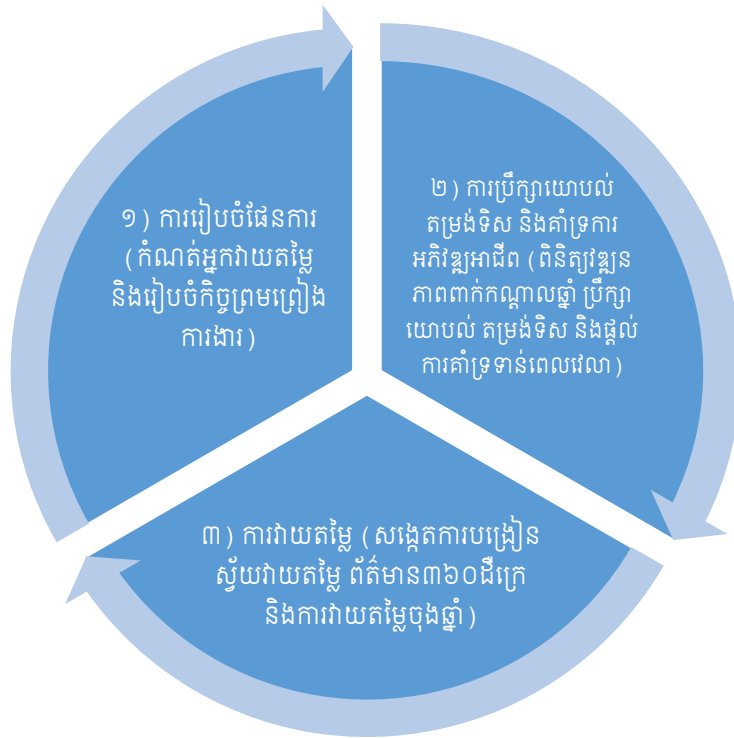 ១) ការរៀបចំផែនការ
(កំណត់អ្នកវាយតម្លៃ
និងរៀបចំកិច្ចព្រមព្រៀង
ការងារ)
២) ការប្រឹក្សាយោបល់
តម្រង់ទិស និងគាំទ្រការ
អភិវឌ្ឍអាជីព (ពិនិត្យវឌ្ឍន
ភាពពាក់កណ្តាលឆ្នាំ ប្រឹក្សា
យោបល់ តម្រង់ទិស និងផ្តល់
ការគាំទ្រទាន់ពេលវេលា)
៣) ការវាយតម្លៃ (សង្កេតការបង្រៀន
ស្វ័យវាយតម្លៃ ព័ត៌មាន៣៦០ដឺក្រេ
និងការវាយតម្លៃចុងឆ្នាំ)